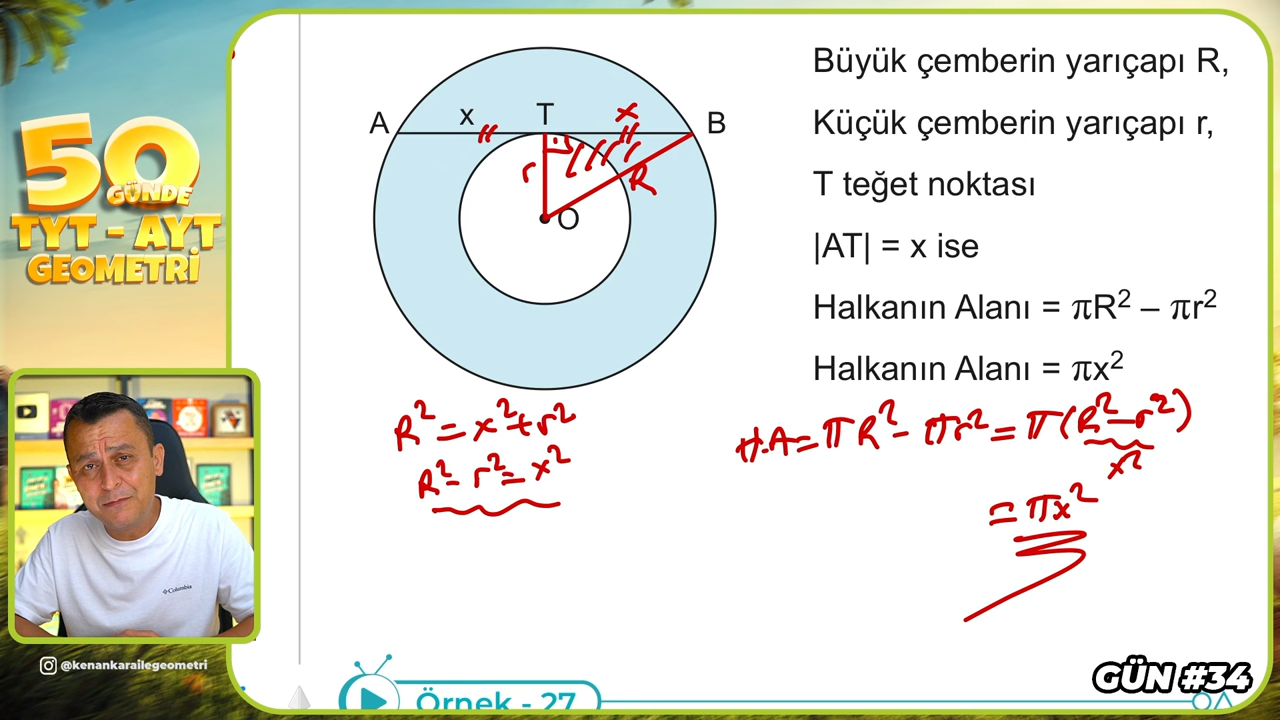 50
GÜNDE
TYT - AYT
GEOMETRİ
A
x
T
x
B
r
R
O
Büyük çemberin yarıçapı R,
Küçük çemberin yarıçapı r,
T teğet noktası
|AT| = x ise
Halkanın Alanı = πR² – πr²
Halkanın Alanı = πx²
R² = x² + r²
R² - r² = x²
H.A = πR² - πr² = π(R² - r²)
x²
= πx²
Columbia
@kenankarailegeometri
Örnek - 27
GÜN #34